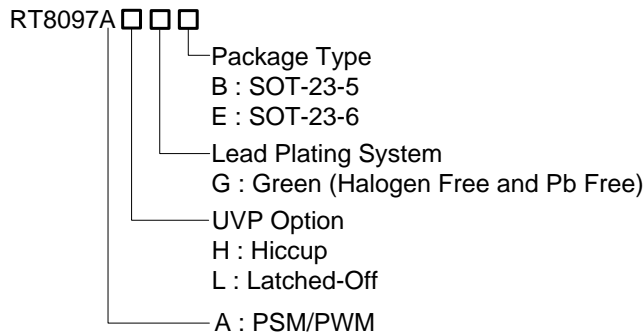 RT8097A
Package Type
B : SOT-23-5
E : SOT-23-6
Lead Plating System
G : Green (Halogen Free and Pb Free)
UVP Option
H : Hiccup
L : Latched-Off
A : PSM/PWM